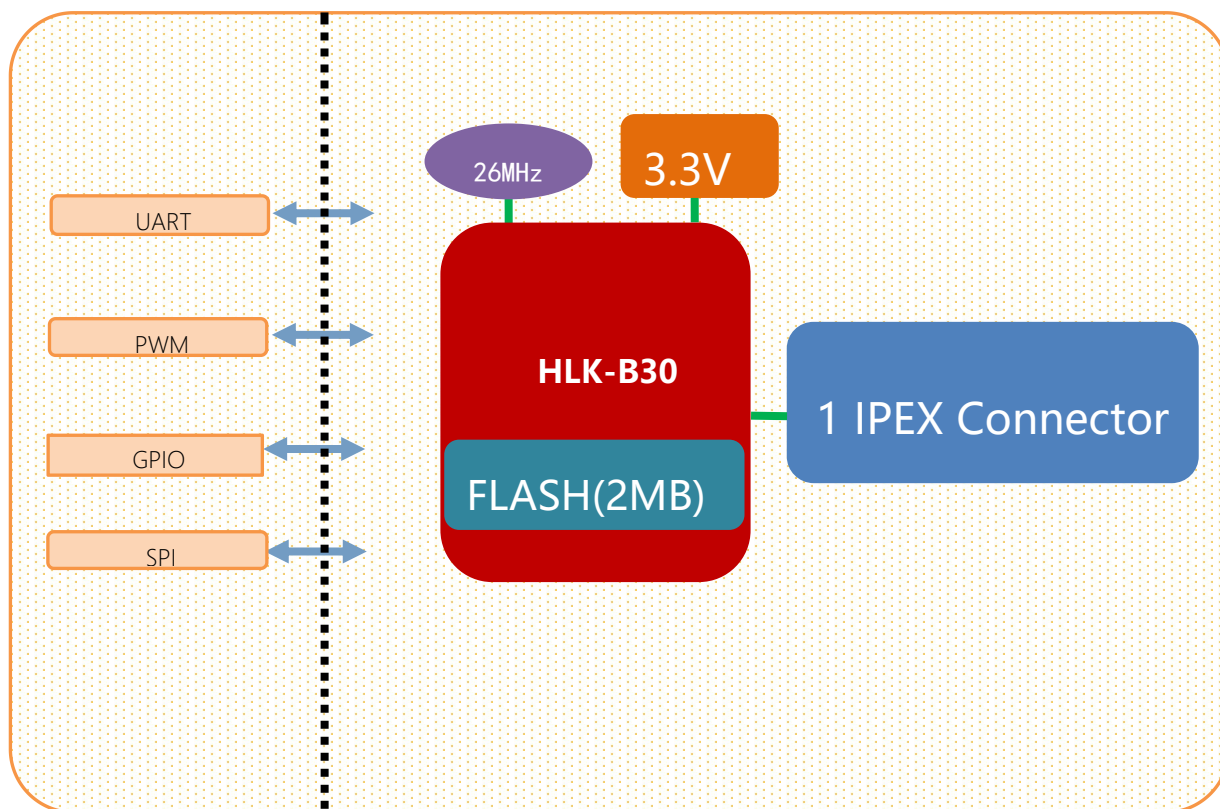 26MHz
3.3V
UART
PWM
HLK-B30
1 IPEX Connector
GPIO
FLASH(2MB)
SPI